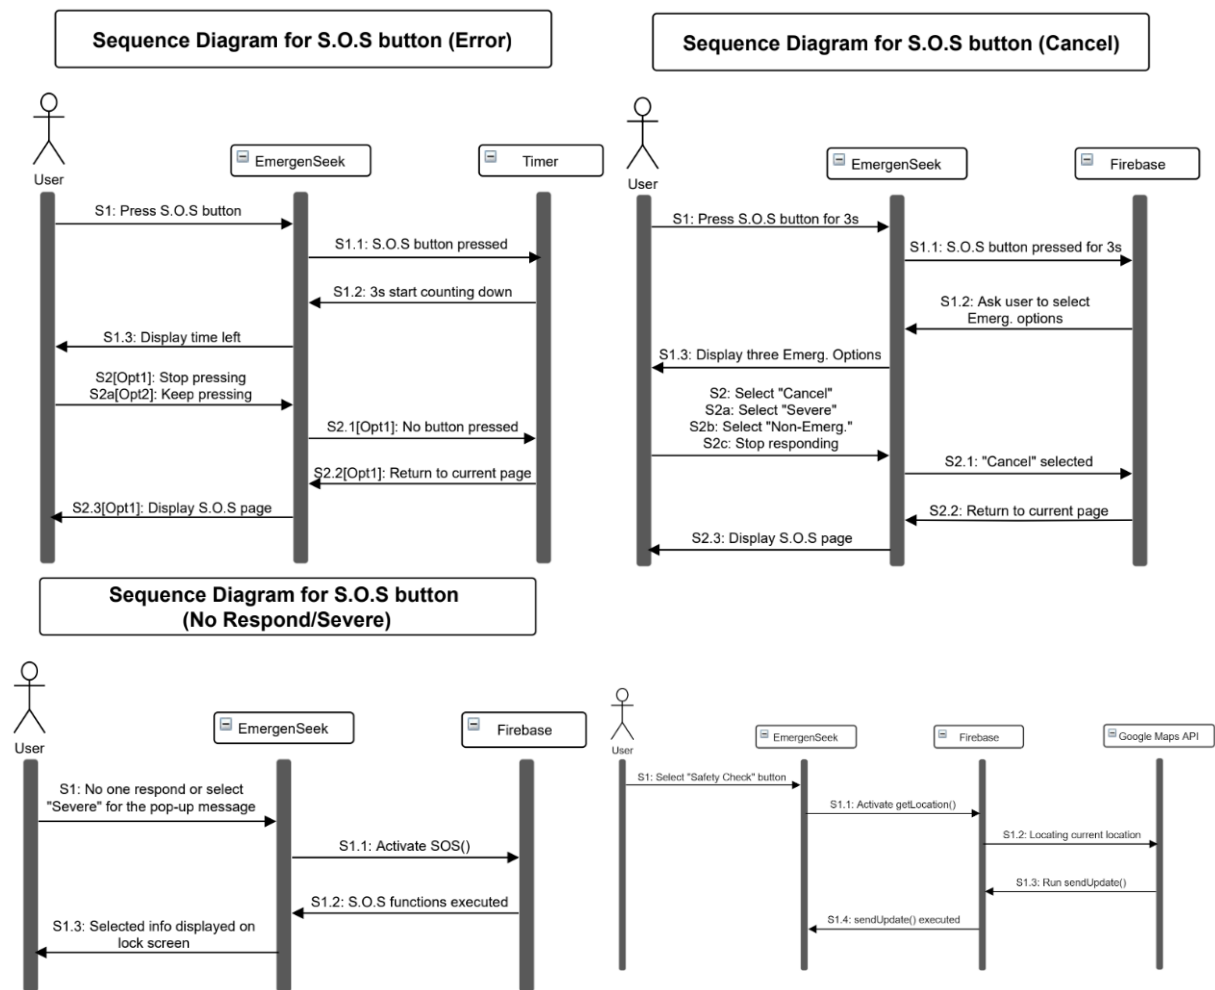 Sequence Diagram for S.O.S button (Error)
User
EmergenSeek
Timer
S1: Press S.O.S button
S1.1: S.O.S button pressed
S1.2: 3s start counting down
S1.3: Display time left
S2[Opt1]: Stop pressing
S2a[Opt2]: Keep pressing
S2.1[Opt1]: No button pressed
S2.2[Opt1]: Return to current page
S2.3[Opt1]: Display S.O.S page
Sequence Diagram for S.O.S button (Cancel)
User
EmergenSeek
Firebase
S1: Press S.O.S button for 3s
S1.1: S.O.S button pressed for 3s
S1.2: Ask user to select
Emerg. options
S1.3: Display three Emerg. Options
S2: Select "Cancel"
S2a: Select "Severe"
S2b: Select "Non-Emerg."
S2c: Stop responding
S2.1: "Cancel" selected
S2.2: Return to current page
S2.3: Display S.O.S page
Sequence Diagram for S.O.S button
(No Respond/Severe)
User
EmergenSeek
Firebase
S1: No one respond or select
"Severe" for the pop-up message
S1.1: Activate SOS()
S1.2: S.O.S functions executed
S1.3: Selected info displayed on
lock screen
User
EmergenSeek
Firebase
Google Maps API
S1: Select "Safety Check" button
S1.1: Activate getLocation()
S1.2: Locating current location
S1.3: Run sendUpdate()
S1.4: sendUpdate() executed